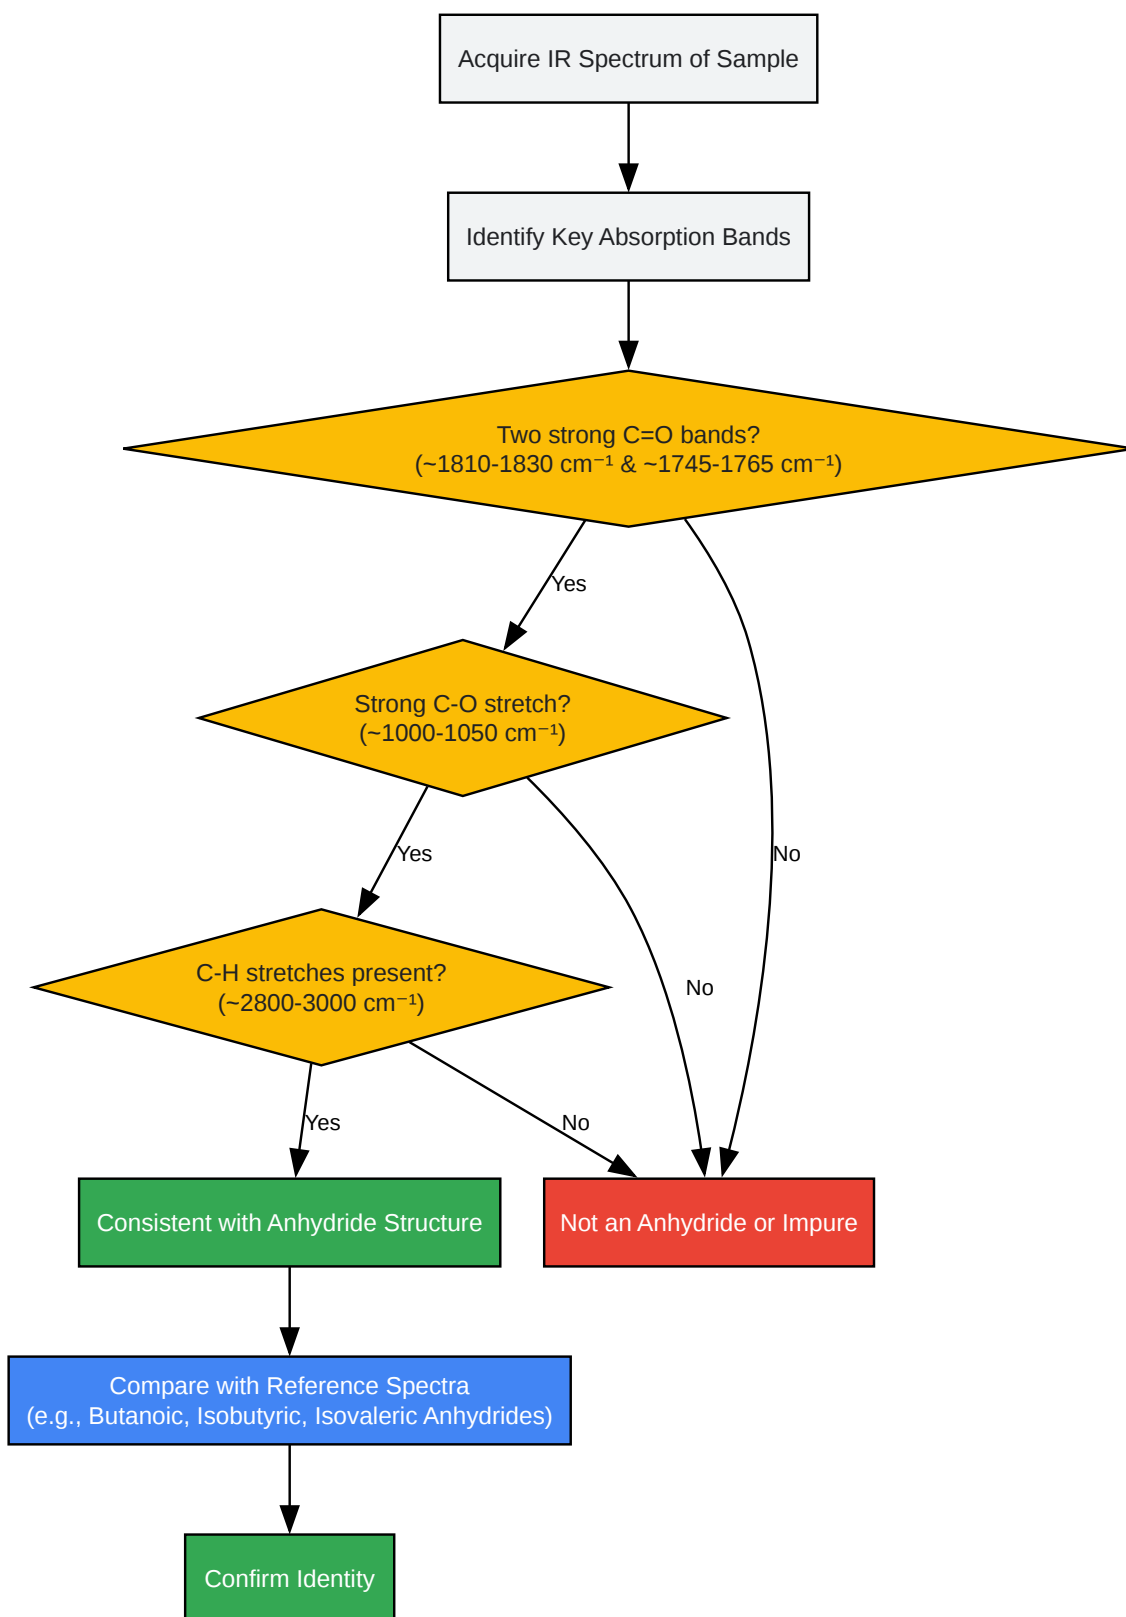 Acquire IR Spectrum of Sample
Identify Key Absorption Bands
Two strong C=O bands?
(~1810-1830 cm⁻¹ & ~1745-1765 cm⁻¹)
Yes
Strong C-O stretch?
(~1000-1050 cm⁻¹)
Yes
No
C-H stretches present?
(~2800-3000 cm⁻¹)
No
Yes
No
Consistent with Anhydride Structure
Not an Anhydride or Impure
Compare with Reference Spectra
(e.g., Butanoic, Isobutyric, Isovaleric Anhydrides)
Confirm Identity